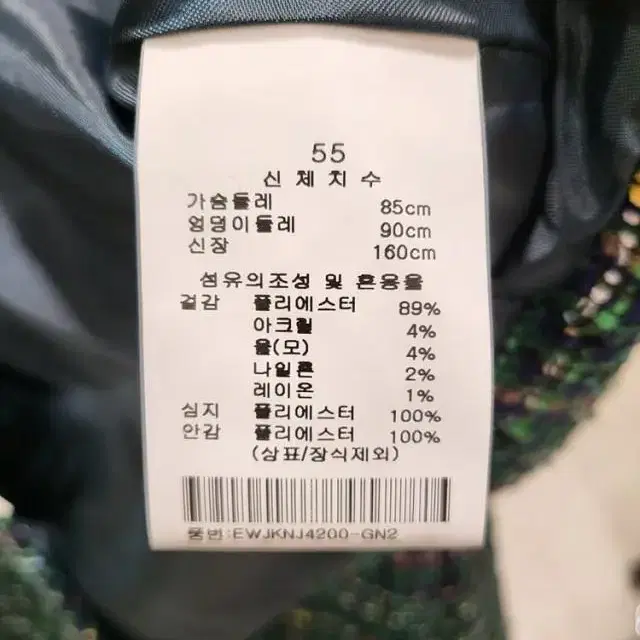 55
신체치수
가슴둘레 85cm
엉덩이둘레 90cm
신장 160cm
섬유의조성 및 혼용율
겉감 폴리에스터 89%
아크릴 4%
울(모) 4%
나일론 2%
레이온 1%
심지 폴리에스터 100%
안감 폴리에스터 100%
(상표/장식제외)
품번:EWJKNJ4200-GN2